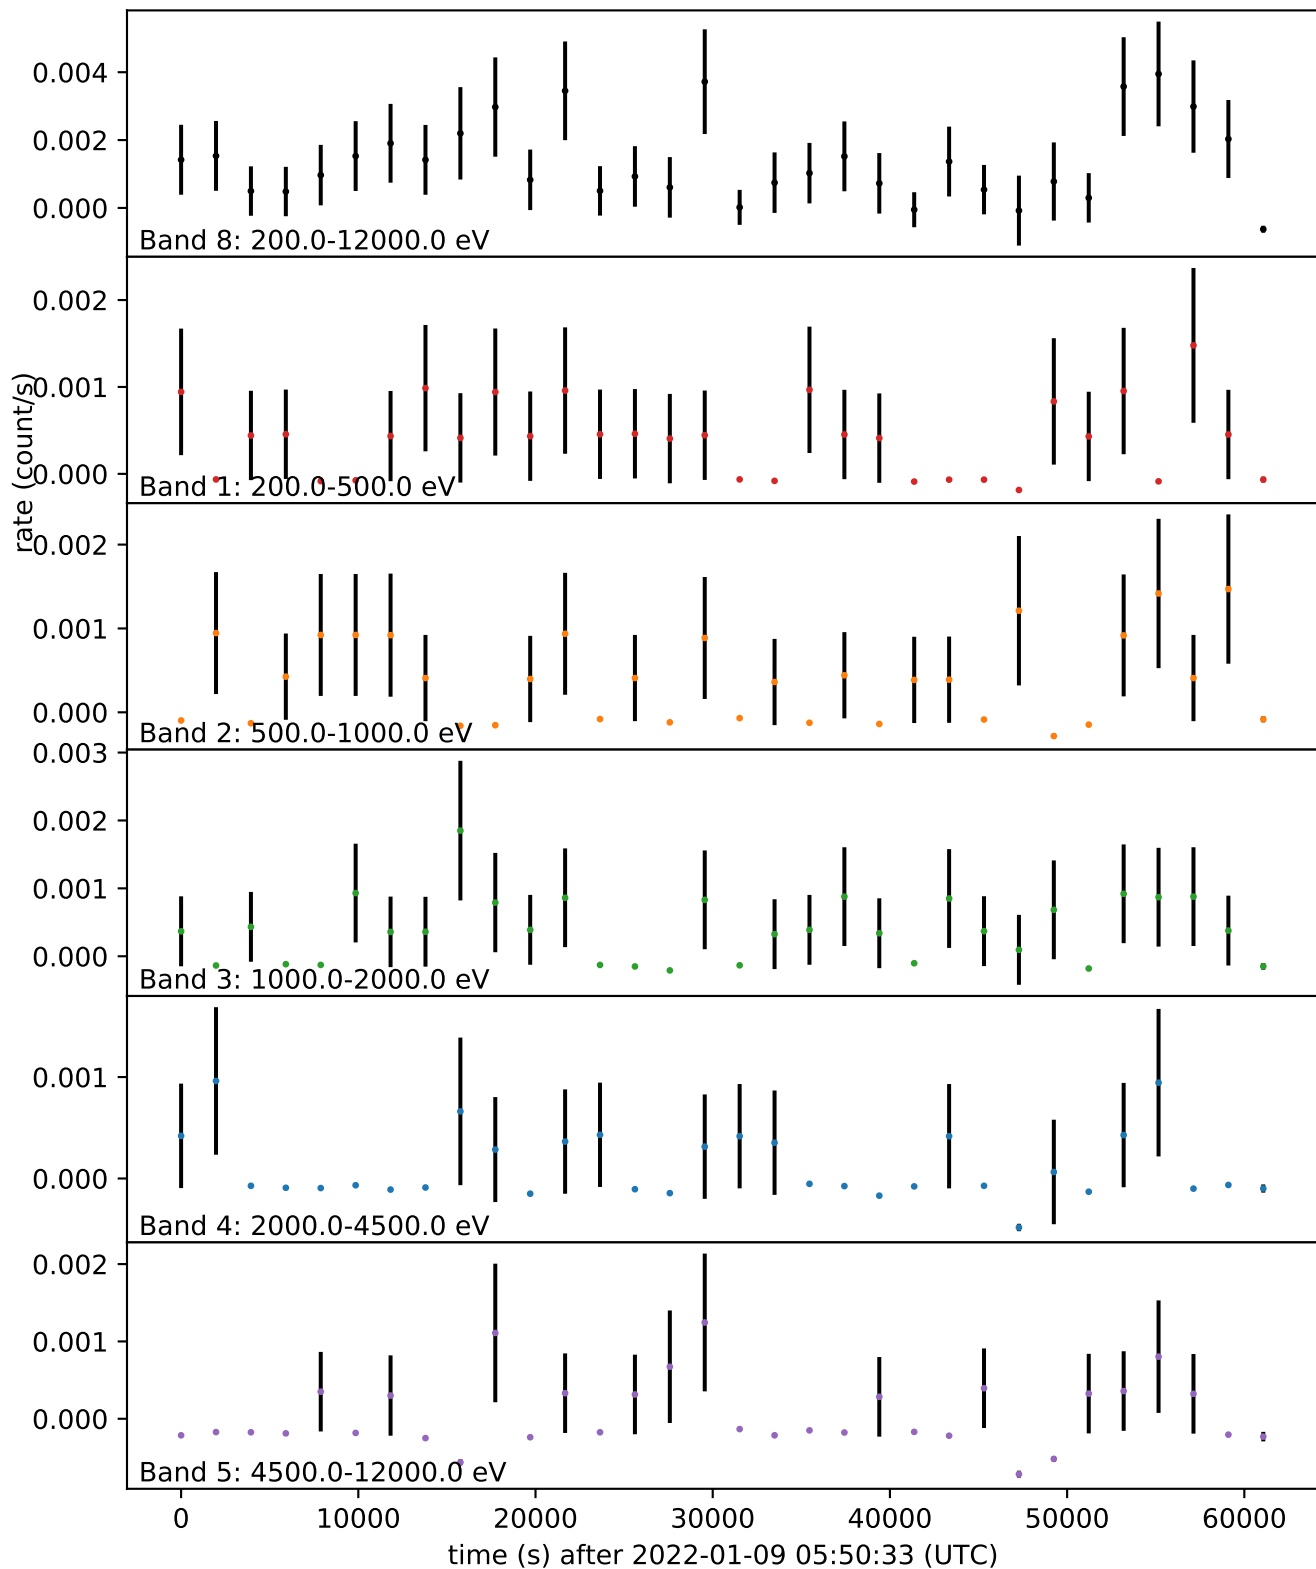 0.004
0.002
0.000
Band 8: 200.0-12000.0 eV
0.002
0.001
0.000
Band 1: 200.0-500.0 eV
rate (count/s)
0.002
0.001
0.000
Band 2: 500.0-1000.0 eV
0.003
0.002
0.001
0.000
Band 3: 1000.0-2000.0 eV
0.001
0.000
Band 4: 2000.0-4500.0 eV
0.002
0.001
0.000
Band 5: 4500.0-12000.0 eV
0 10000 20000 30000 40000 50000 60000
time (s) after 2022-01-09 05:50:33 (UTC)